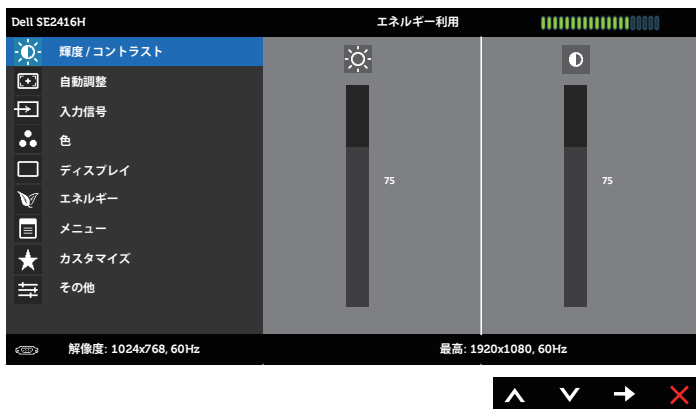 Dell SE2416H
エネルギー利用
輝度 / コントラスト
自動調整
入力信号
色
ディスプレイ
エネルギー
メニュー
カスタマイズ
その他
75
75
解像度: 1024x768, 60Hz
最高: 1920x1080, 60Hz